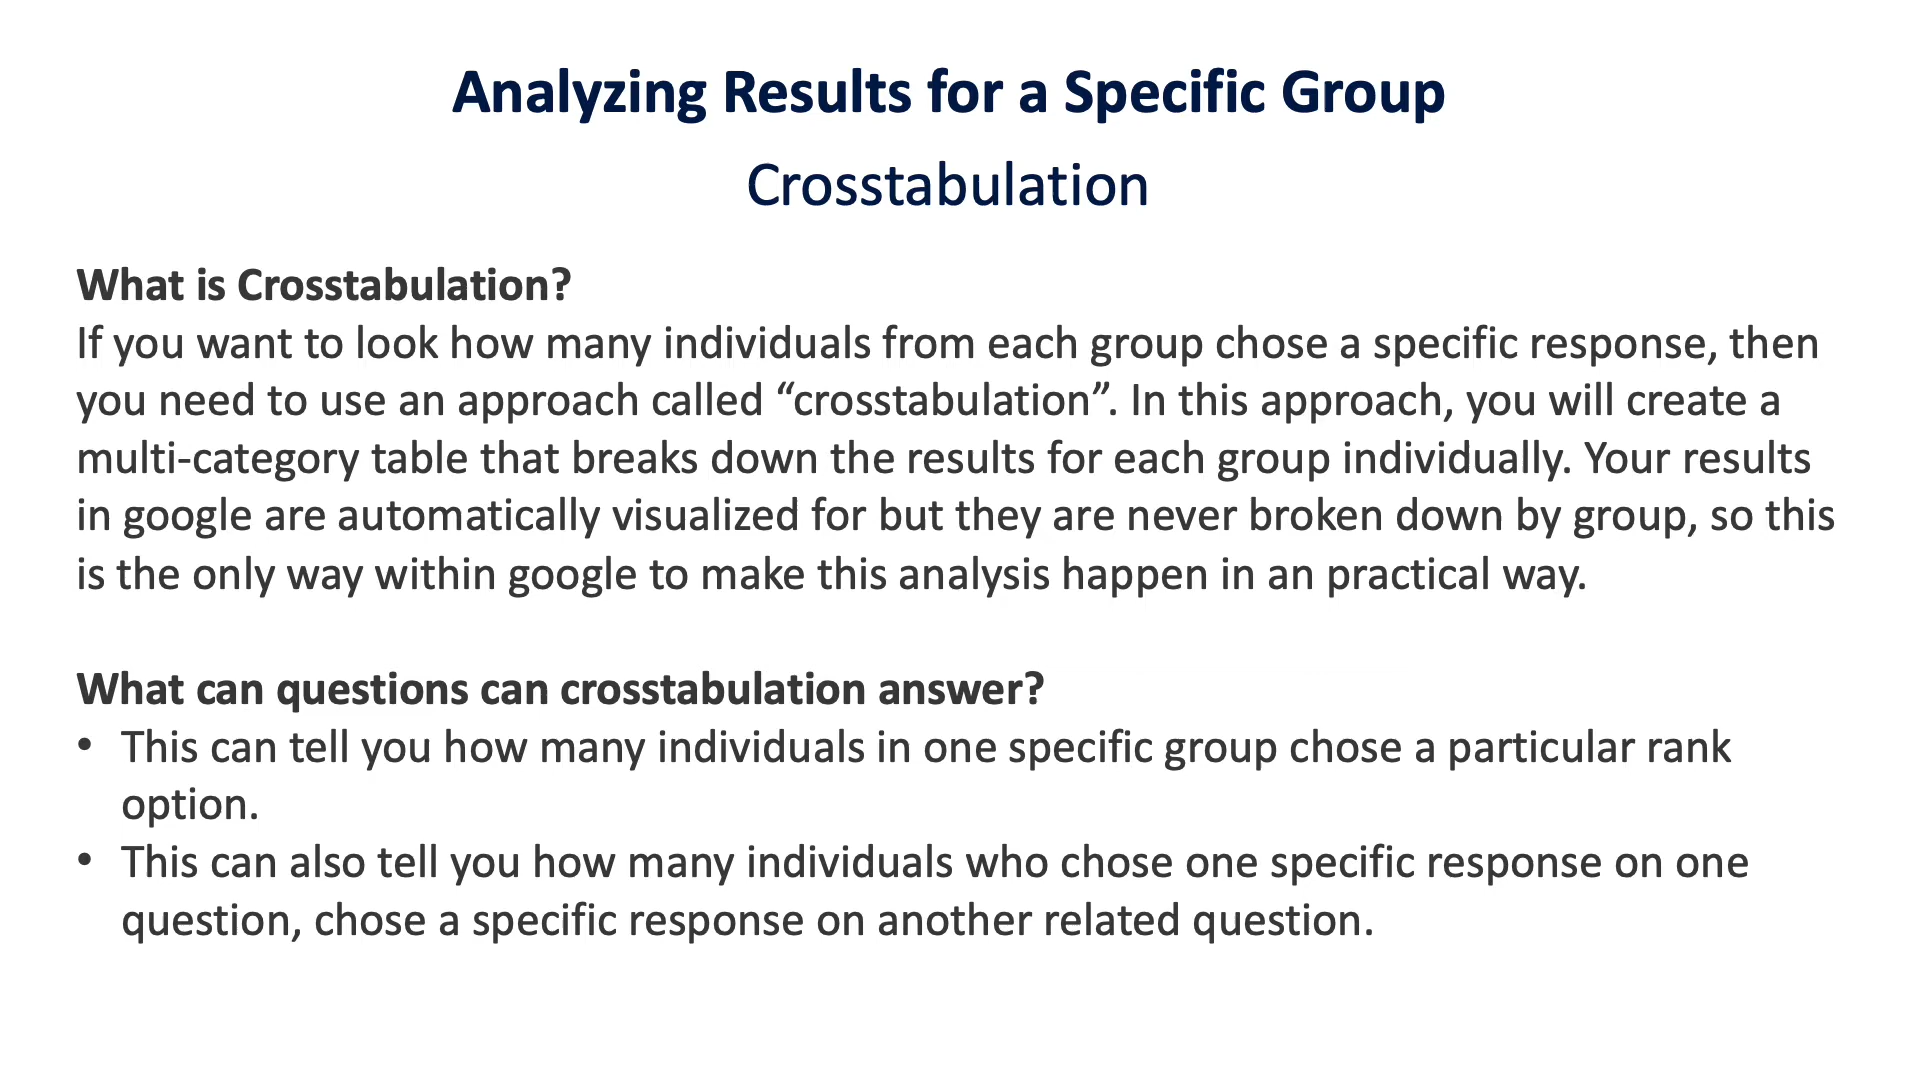 Analyzing Results for a Specific Group
Crosstabulation
What is Crosstabulation?
If you want to look how many individuals from each group chose a specific response, then
you need to use an approach called “crosstabulation”. In this approach, you will create a
multi-category table that breaks down the results for each group individually. Your results
in google are automatically visualized for but they are never broken down by group, so this
is the only way within google to make this analysis happen in an practical way.
What can questions can crosstabulation answer?
• This can tell you how many individuals in one specific group chose a particular rank
option.
• This can also tell you how many individuals who chose one specific response on one
question, chose a specific response on another related question.